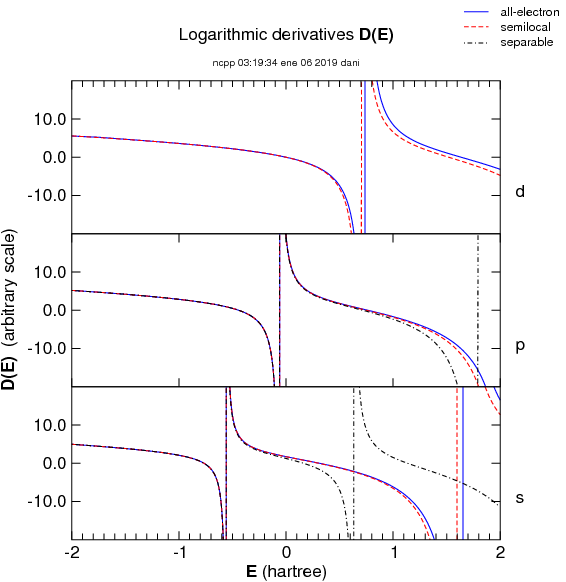 all-electron
semilocal
separable
Logarithmic derivatives D(E)
ncpp 03:19:34 ene 06 2019 dani
10.0
0.0
-10.0
d
10.0
0.0
-10.0
p
10.0
0.0
-10.0
s
D(E) (arbitrary scale)
-2 -1 0 1 2
E (hartree)